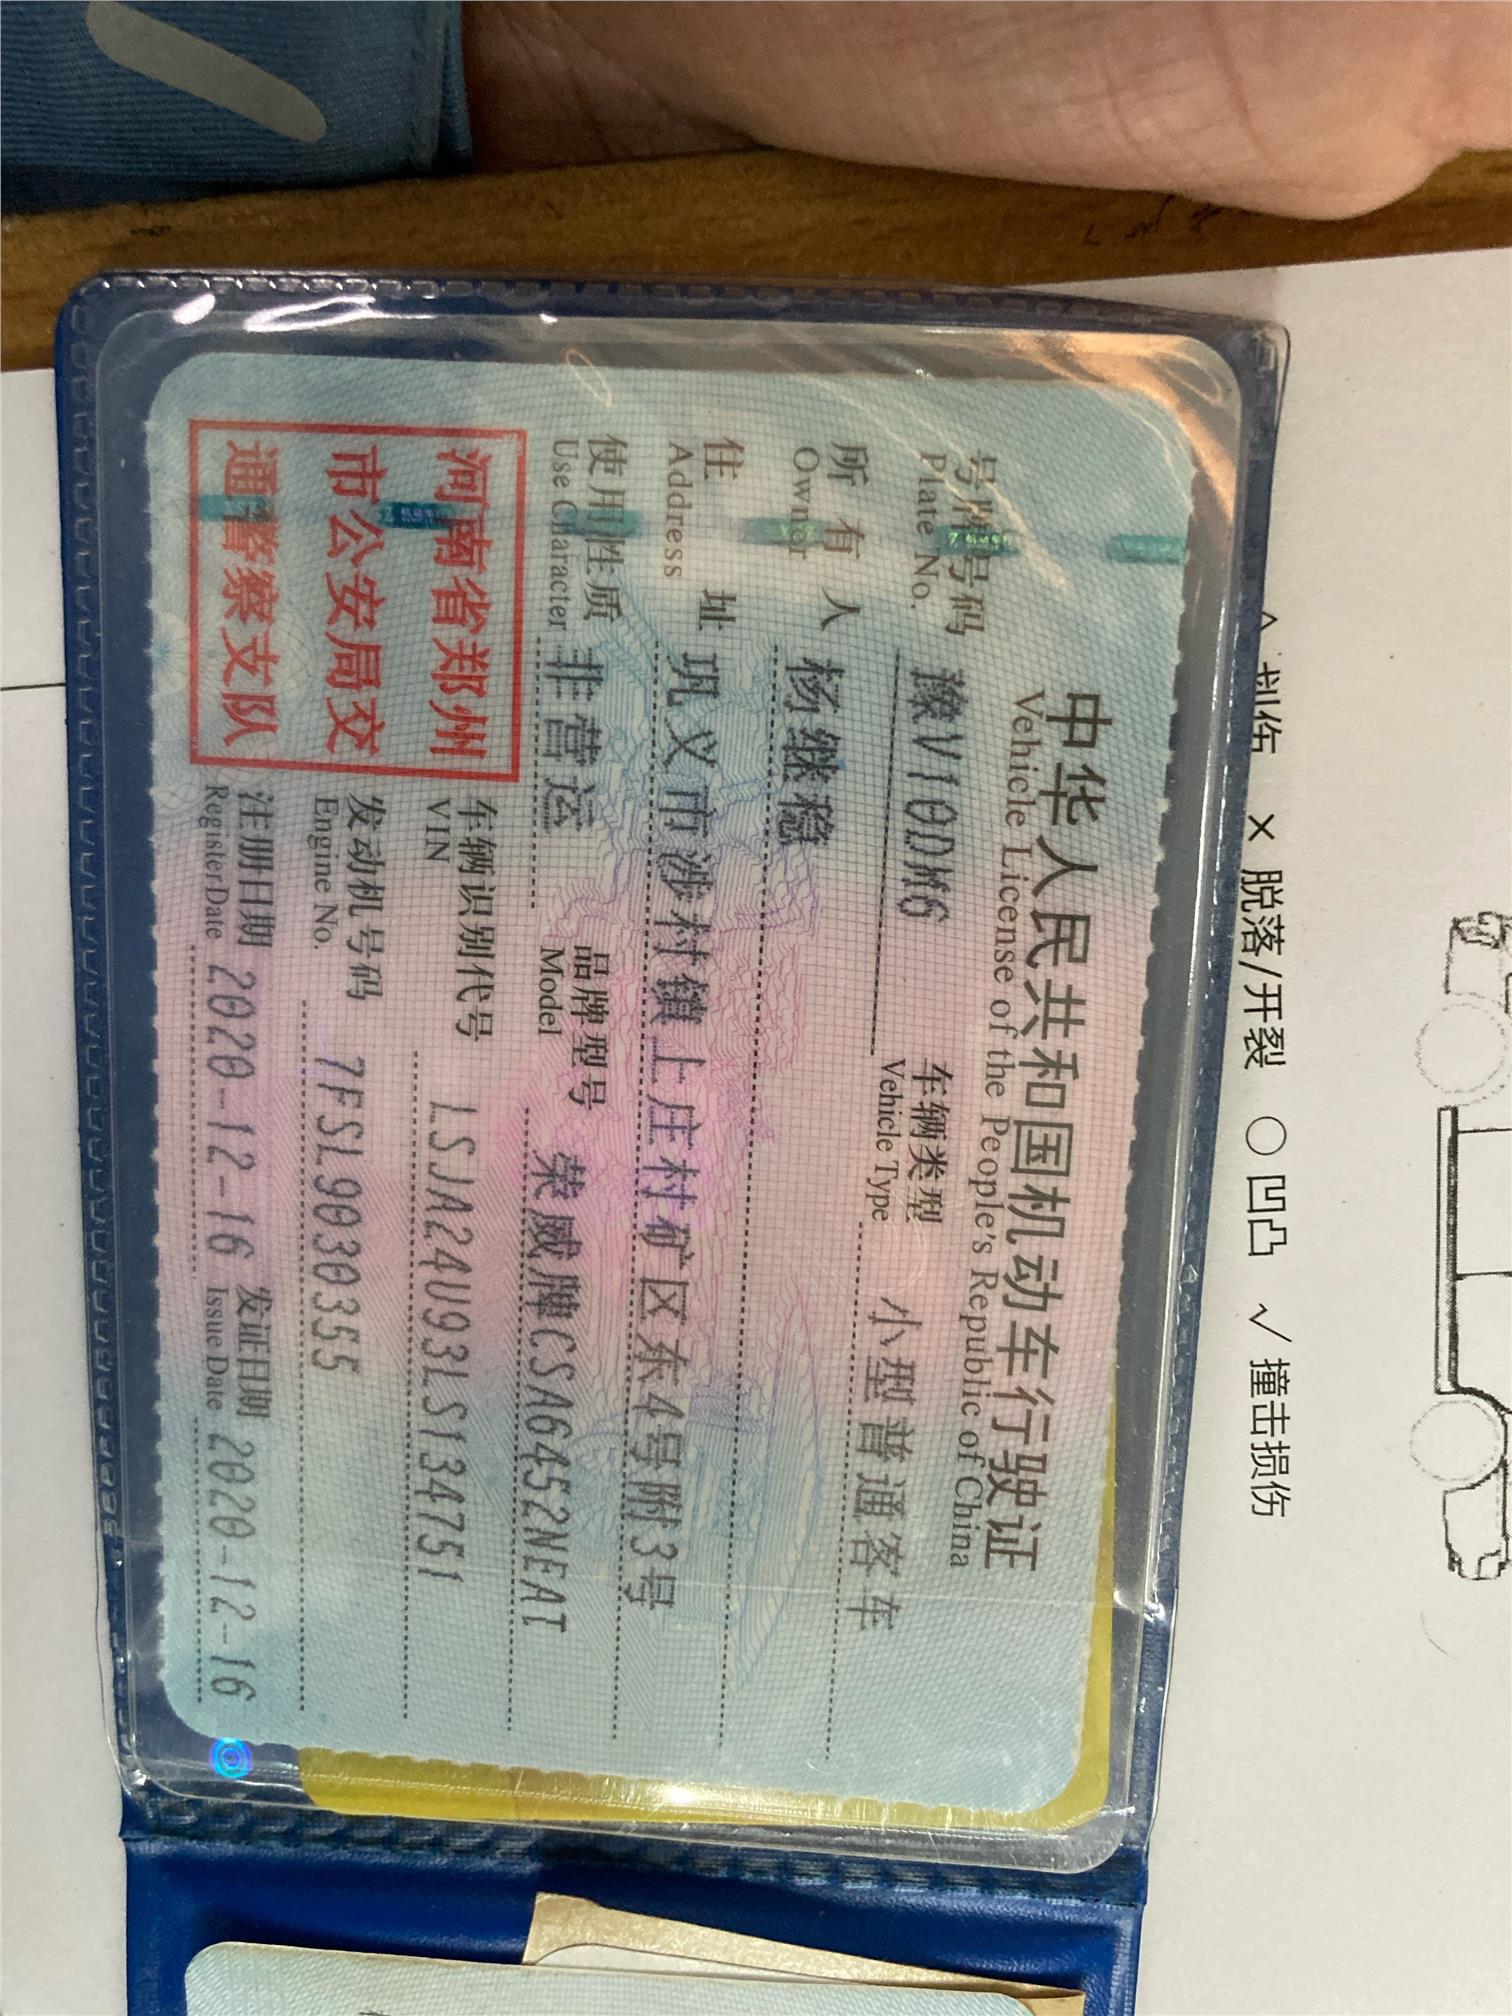 中华人民共和国机动车行驶证
Vehicle License of the People's Republic of China
号牌号码 豫V10DM6 车辆类型 小型普通客车
Plate No. Vehicle Type
所有人 杨继稳
Owner
住址 巩义市涉村镇上庄村矿区东4号附3号
Address
使用性质 非营运 品牌型号 荣威牌CSA6452NEAT
Use Character Model
车辆识别代号 LSJA24U93LS134751
VIN
发动机号码 7FSL9030355
Engine No.
注册日期 2020-12-16 发证日期 2020-12-16
Register Date Issue Date
河南省郑州
市公安局交
通警察支队
划伤 × 脱落/开裂 ○ 凹凸 √ 撞击损伤